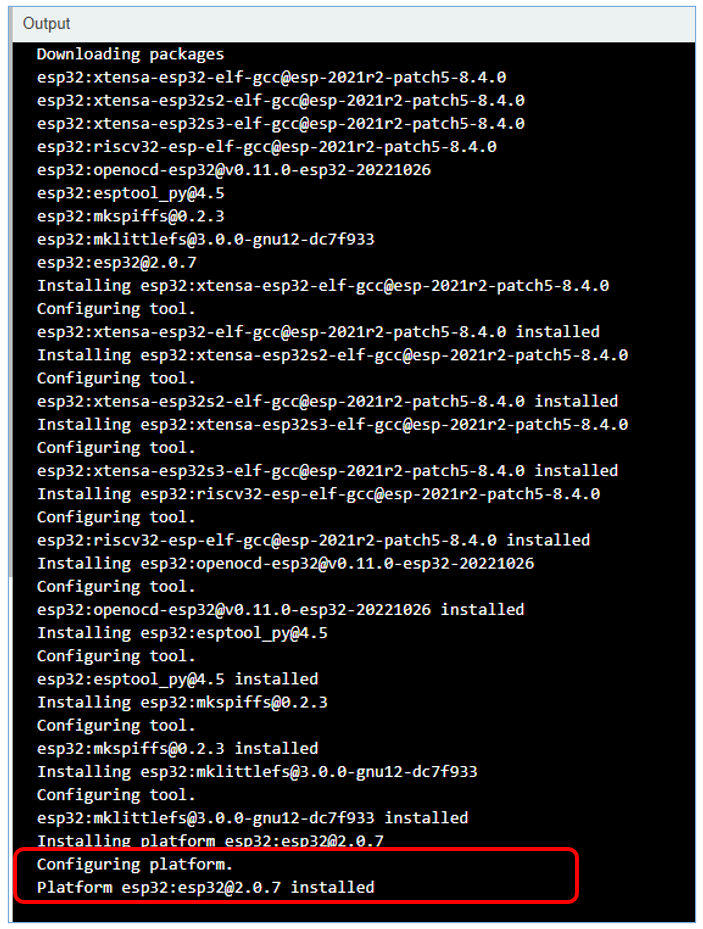 Output
Downloading packages
esp32:xtensa-esp32-elf-gcc@esp-2021r2-patch5-8.4.0
esp32:xtensa-esp32s2-elf-gcc@esp-2021r2-patch5-8.4.0
esp32:xtensa-esp32s3-elf-gcc@esp-2021r2-patch5-8.4.0
esp32:riscv32-esp-elf-gcc@esp-2021r2-patch5-8.4.0
esp32:openocd-esp32@v0.11.0-esp32-20221026
esp32:esptool_py@4.5
esp32:mkspiffs@0.2.3
esp32:mklittlefs@3.0.0-gnu12-dc7f933
esp32:esp32@2.0.7
Installing esp32:xtensa-esp32-elf-gcc@esp-2021r2-patch5-8.4.0
Configuring tool.
esp32:xtensa-esp32-elf-gcc@esp-2021r2-patch5-8.4.0 installed
Installing esp32:xtensa-esp32s2-elf-gcc@esp-2021r2-patch5-8.4.0
Configuring tool.
esp32:xtensa-esp32s2-elf-gcc@esp-2021r2-patch5-8.4.0 installed
Installing esp32:xtensa-esp32s3-elf-gcc@esp-2021r2-patch5-8.4.0
Configuring tool.
esp32:xtensa-esp32s3-elf-gcc@esp-2021r2-patch5-8.4.0 installed
Installing esp32:riscv32-esp-elf-gcc@esp-2021r2-patch5-8.4.0
Configuring tool.
esp32:riscv32-esp-elf-gcc@esp-2021r2-patch5-8.4.0 installed
Installing esp32:openocd-esp32@v0.11.0-esp32-20221026
Configuring tool.
esp32:openocd-esp32@v0.11.0-esp32-20221026 installed
Installing esp32:esptool_py@4.5
Configuring tool.
esp32:esptool_py@4.5 installed
Installing esp32:mkspiffs@0.2.3
Configuring tool.
esp32:mkspiffs@0.2.3 installed
Installing esp32:mklittlefs@3.0.0-gnu12-dc7f933
Configuring tool.
esp32:mklittlefs@3.0.0-gnu12-dc7f933 installed
Installing platform esp32:esp32@2.0.7
Configuring platform.
Platform esp32:esp32@2.0.7 installed